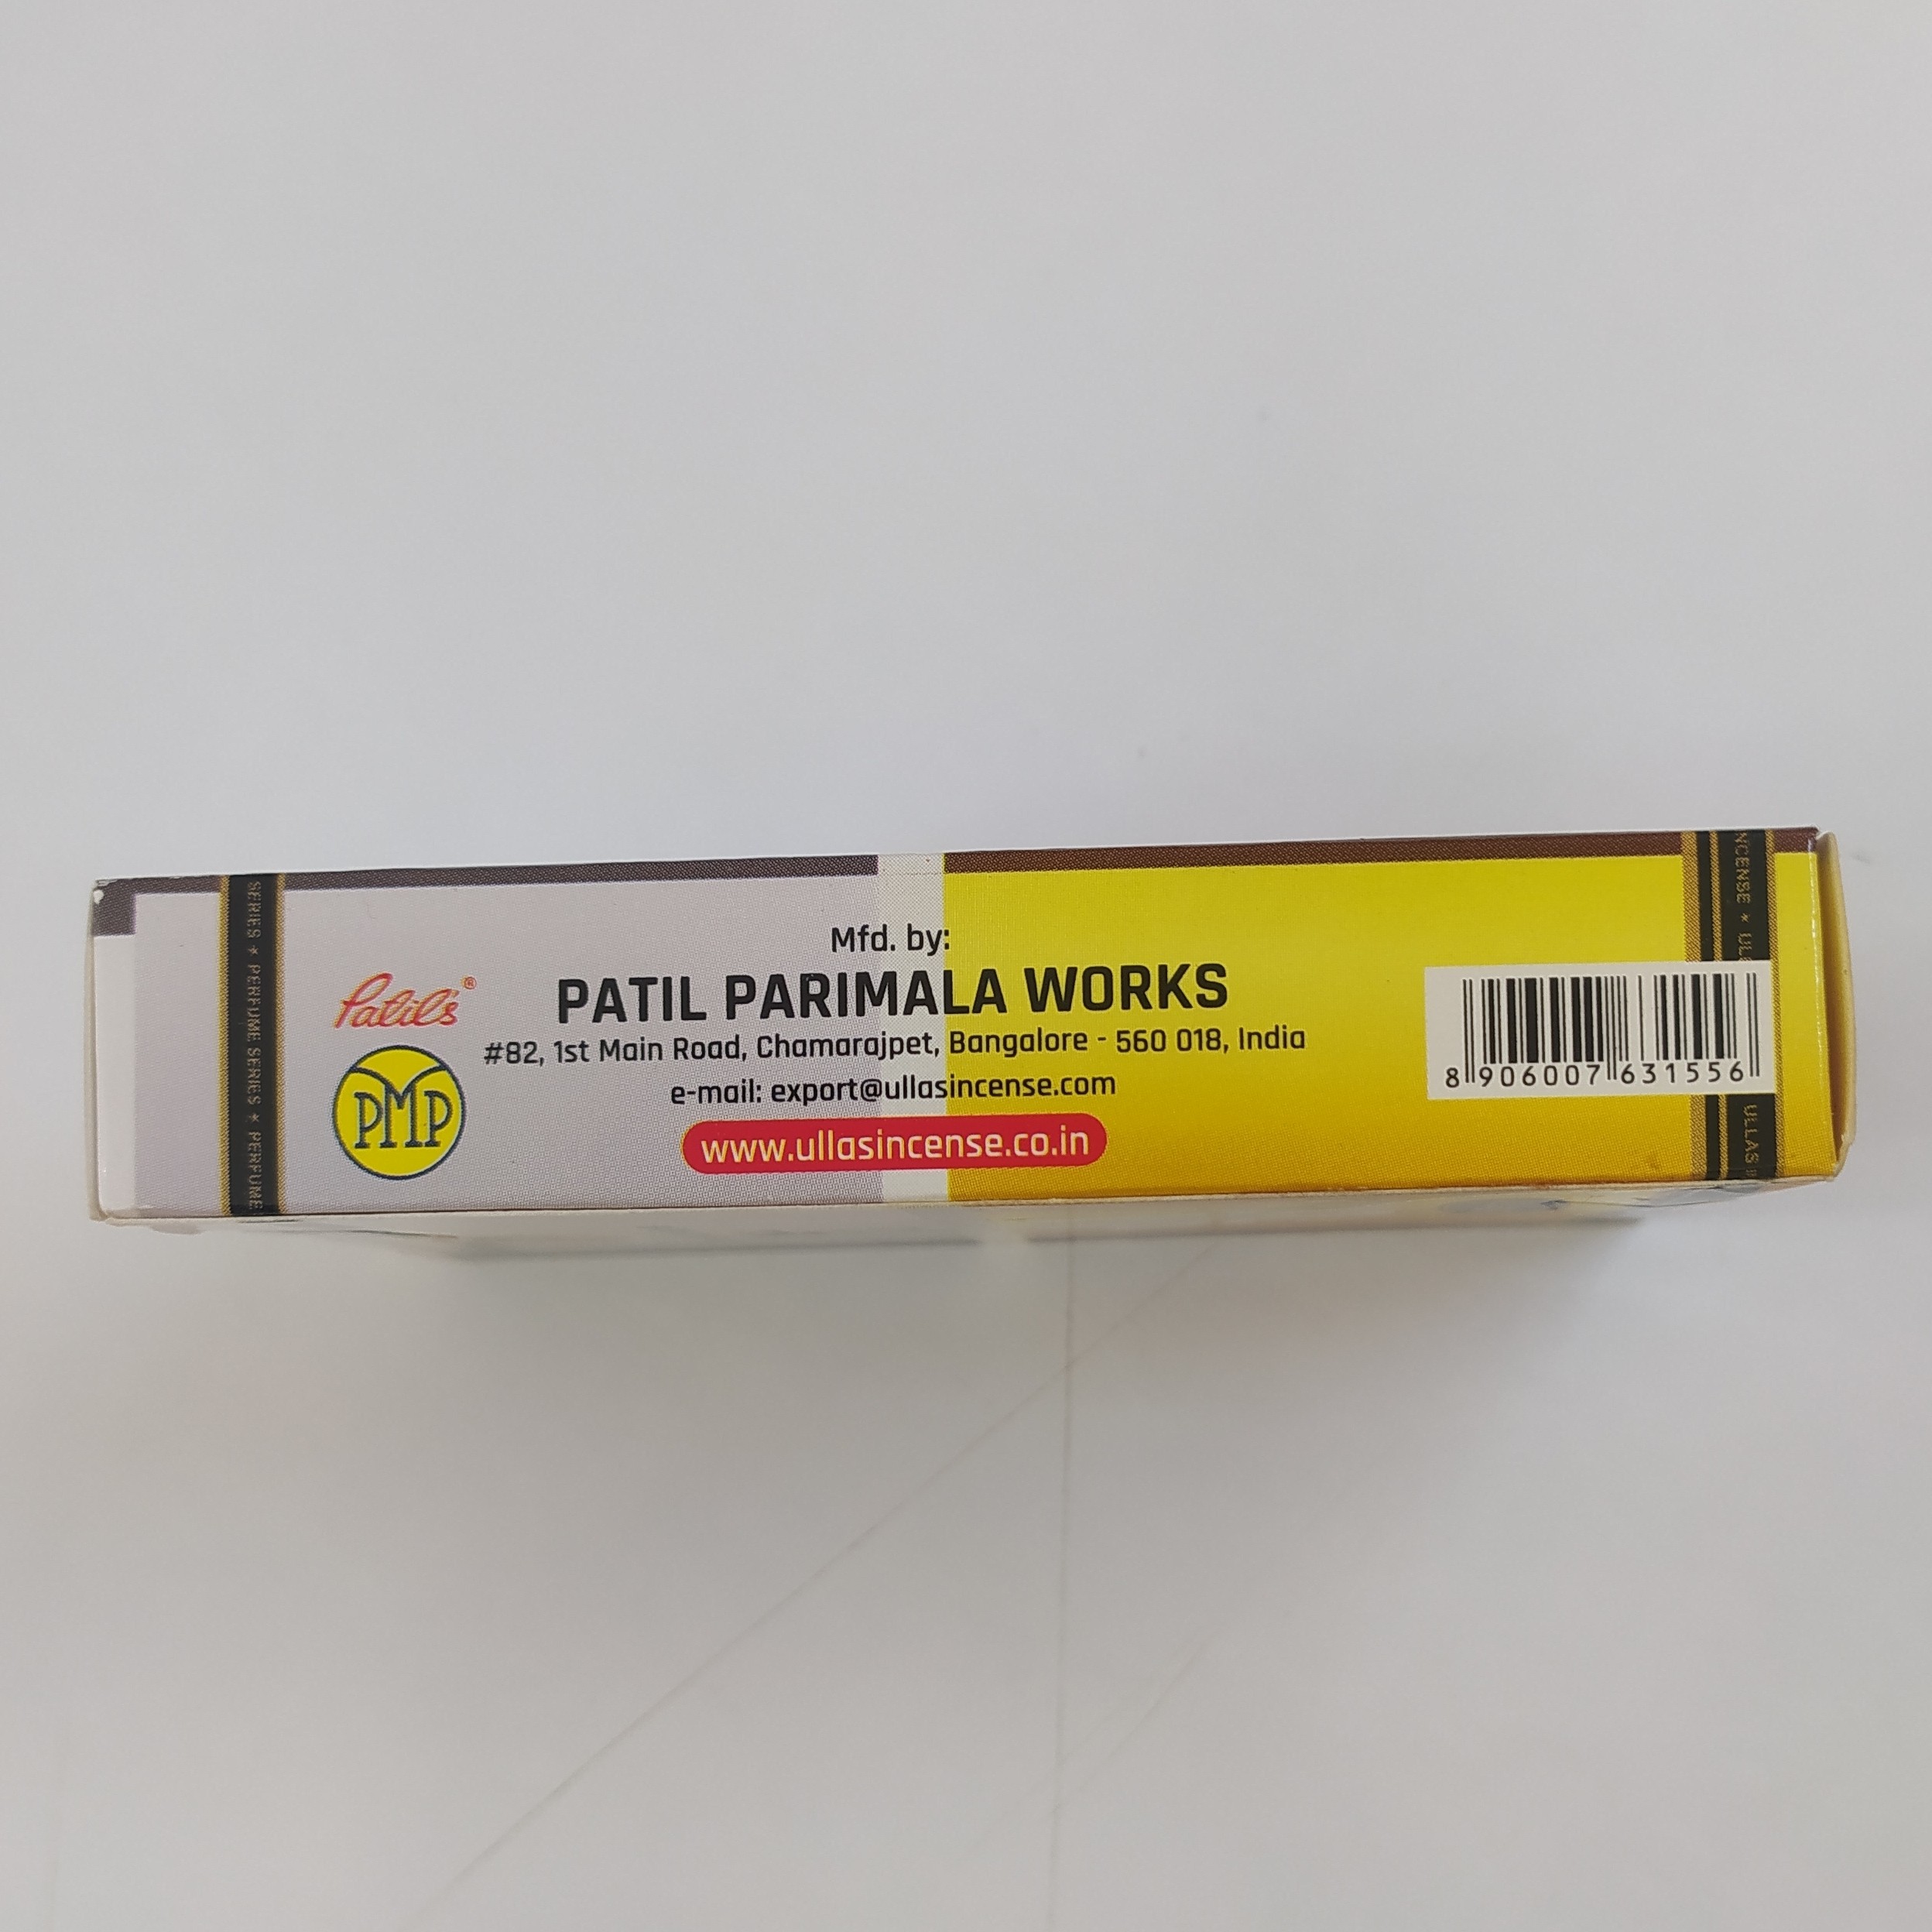 SERIES * PERFUME SERIES * PERFUME
Patil's®
PMP
Mfd. by:
PATIL PARIMALA WORKS
#82, 1st Main Road, Chamarajpet, Bangalore - 560 018, India
e-mail: export@ullasincense.com
www.ullasincense.co.in
8 906007 631556
NCENSE * UL
ULLAS